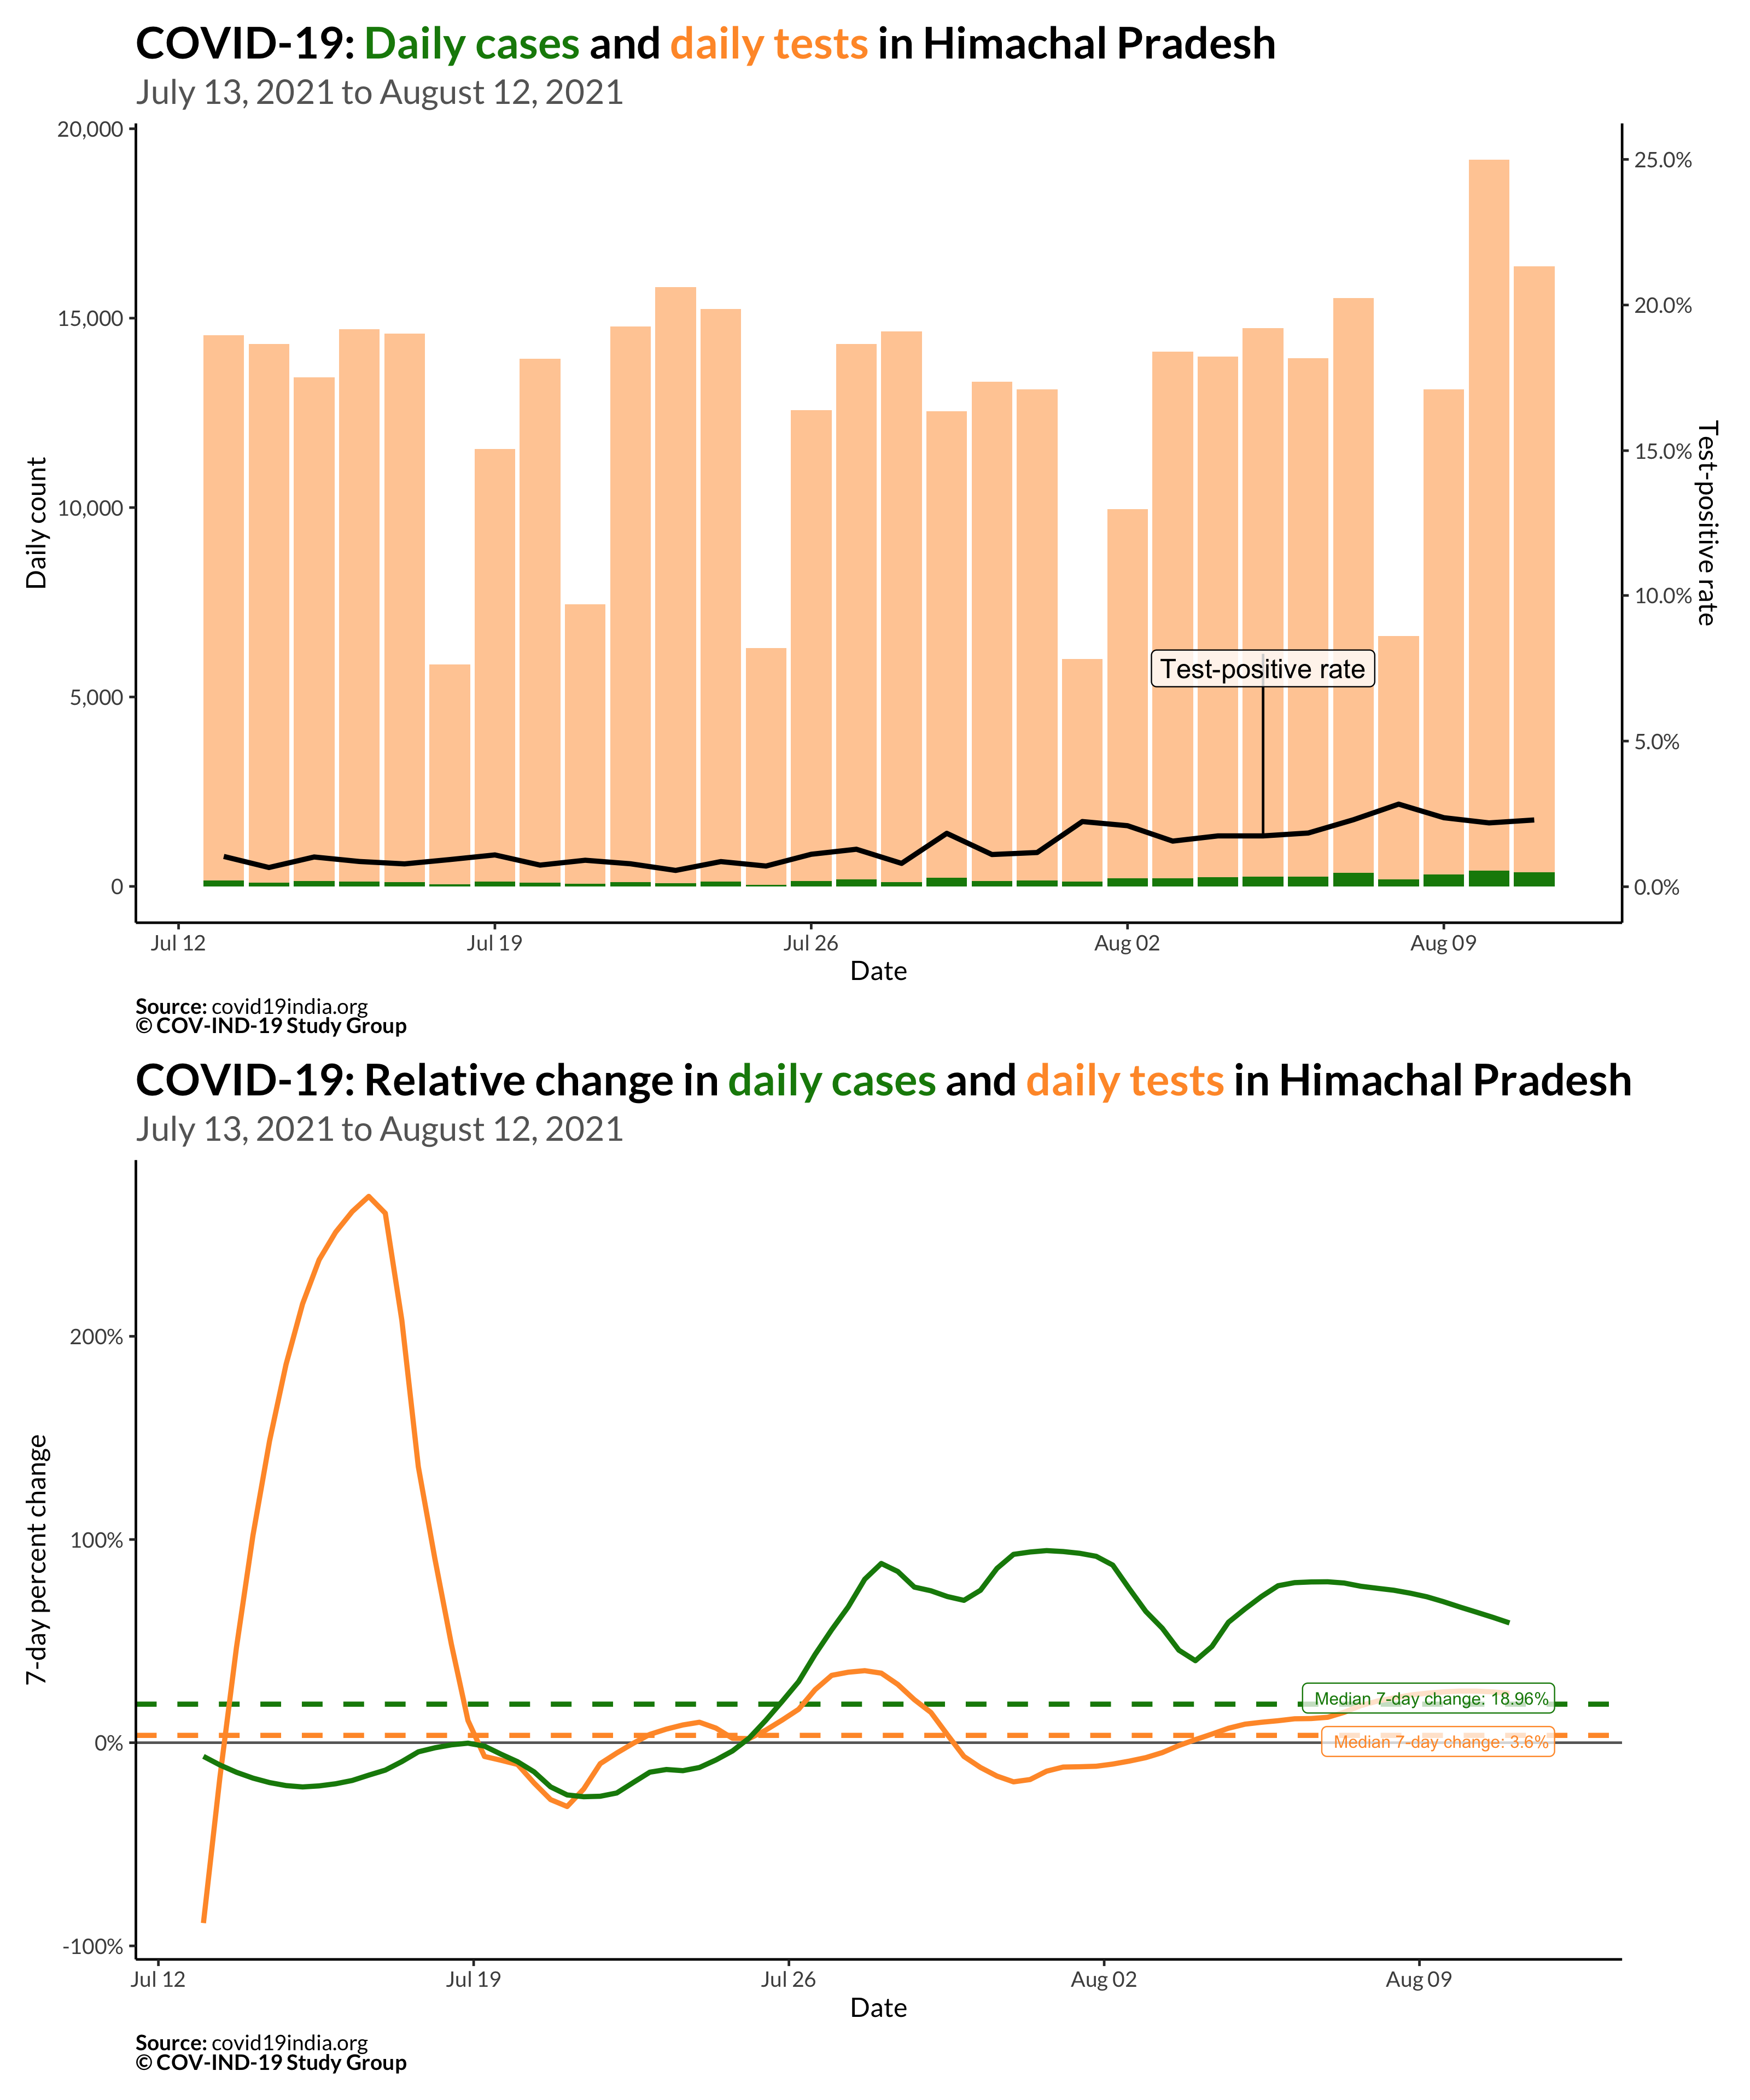 COVID-19: Daily cases and daily tests in Himachal Pradesh
July 13, 2021 to August 12, 2021
20,000
15,000
10,000
5,000
0
Daily count
25.0%
20.0%
15.0%
10.0%
5.0%
0.0%
Test-positive rate
Test-positive rate
Jul 12
Jul 19
Jul 26
Aug 02
Aug 09
Date
Source: covid19india.org
© COV-IND-19 Study Group
COVID-19: Relative change in daily cases and daily tests in Himachal Pradesh
July 13, 2021 to August 12, 2021
200%
100%
0%
-100%
7-day percent change
Median 7-day change: 18.96%
Median 7-day change: 3.6%
Jul 12
Jul 19
Jul 26
Aug 02
Aug 09
Date
Source: covid19india.org
© COV-IND-19 Study Group